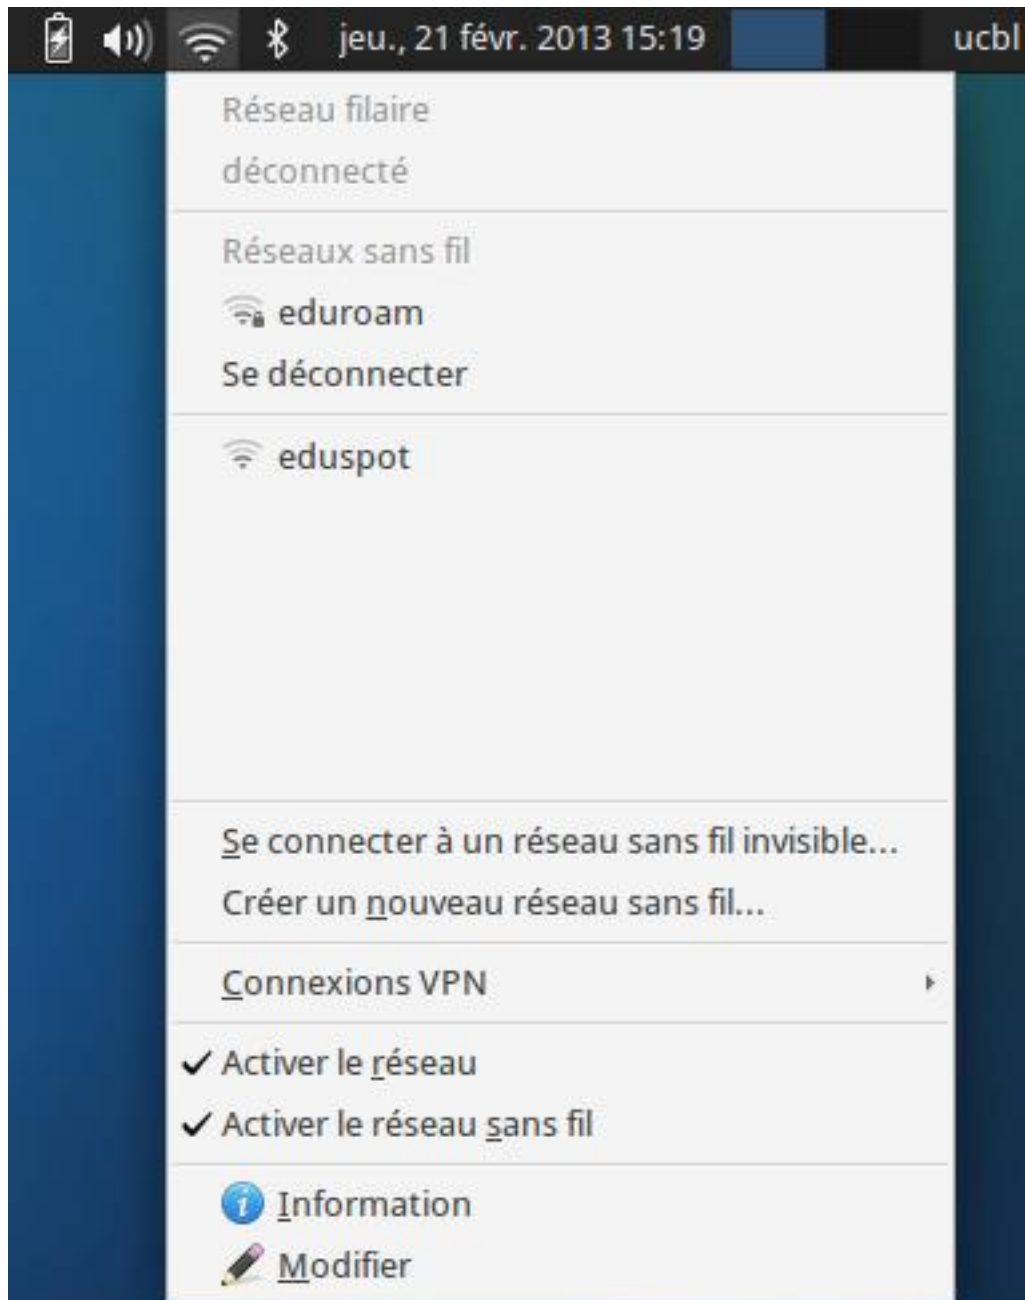 jeu., 21 févr. 2013 15:19 ucbl
Réseau filaire
déconnecté
Réseaux sans fil
eduroam
Se déconnecter
eduspot
Se connecter à un réseau sans fil invisible...
Créer un nouveau réseau sans fil...
Connexions VPN
Activer le réseau
Activer le réseau sans fil
Information
Modifier